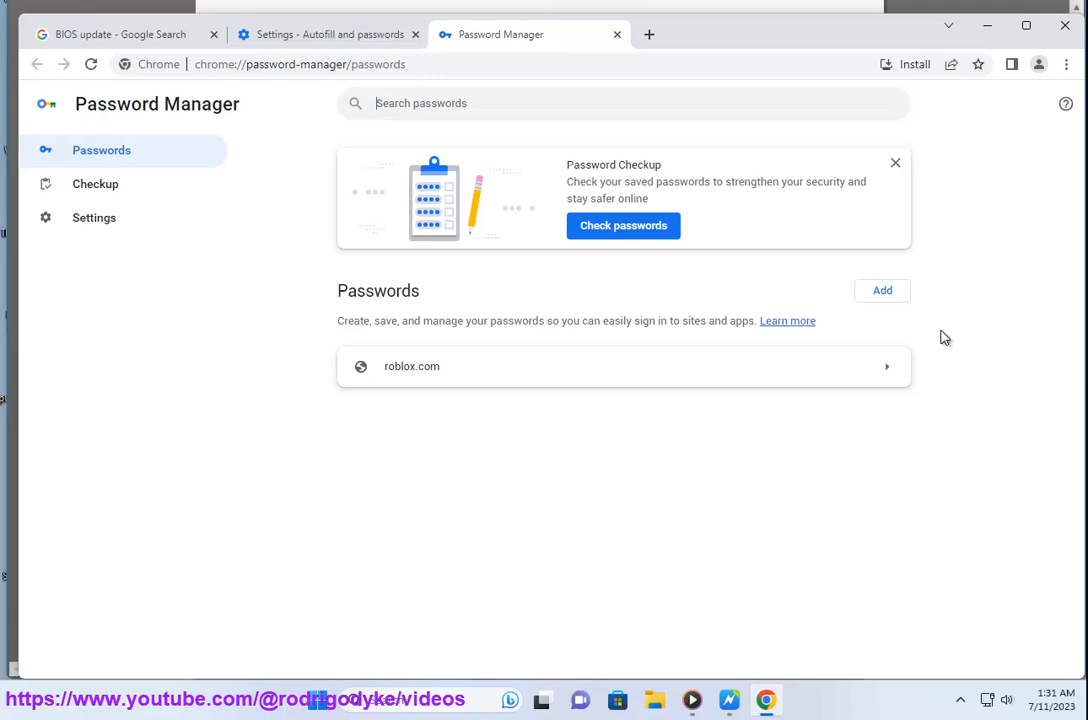 BIOS update - Google Search
Settings - Autofill and passwords
Password Manager
Chrome
chrome://password-manager/passwords
Install
Password Manager
Search passwords
Passwords
Checkup
Settings
Password Checkup
Check your saved passwords to strengthen your security and
stay safer online
Check passwords
Passwords
Add
Create, save, and manage your passwords so you can easily sign in to sites and apps. Learn more
roblox.com
https://www.youtube.com/@rodrigodyke/videos
1:31 AM
7/11/2023